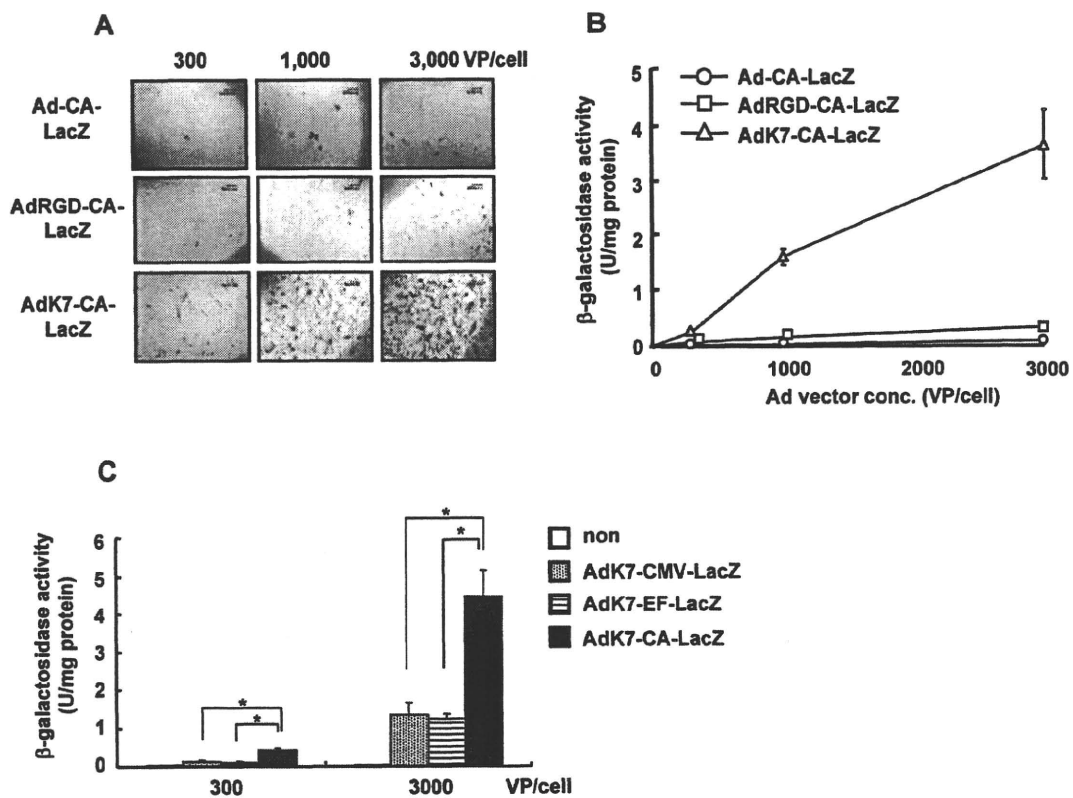 A
300 1,000 3,000 VP/cell
Ad-CA-
LacZ
AdRGD-CA-
LacZ
AdK7-CA-
LacZ
B
β-galactosidase activity
(U/mg protein)
5
4
3
2
1
0
Ad-CA-LacZ
AdRGD-CA-LacZ
AdK7-CA-LacZ
0 1000 2000 3000
Ad vector conc. (VP/cell)
C
β-galactosidase activity
(U/mg protein)
6
5
4
3
2
1
0
* *
* *
300 3000 VP/cell
non
AdK7-CMV-LacZ
AdK7-EF-LacZ
AdK7-CA-LacZ